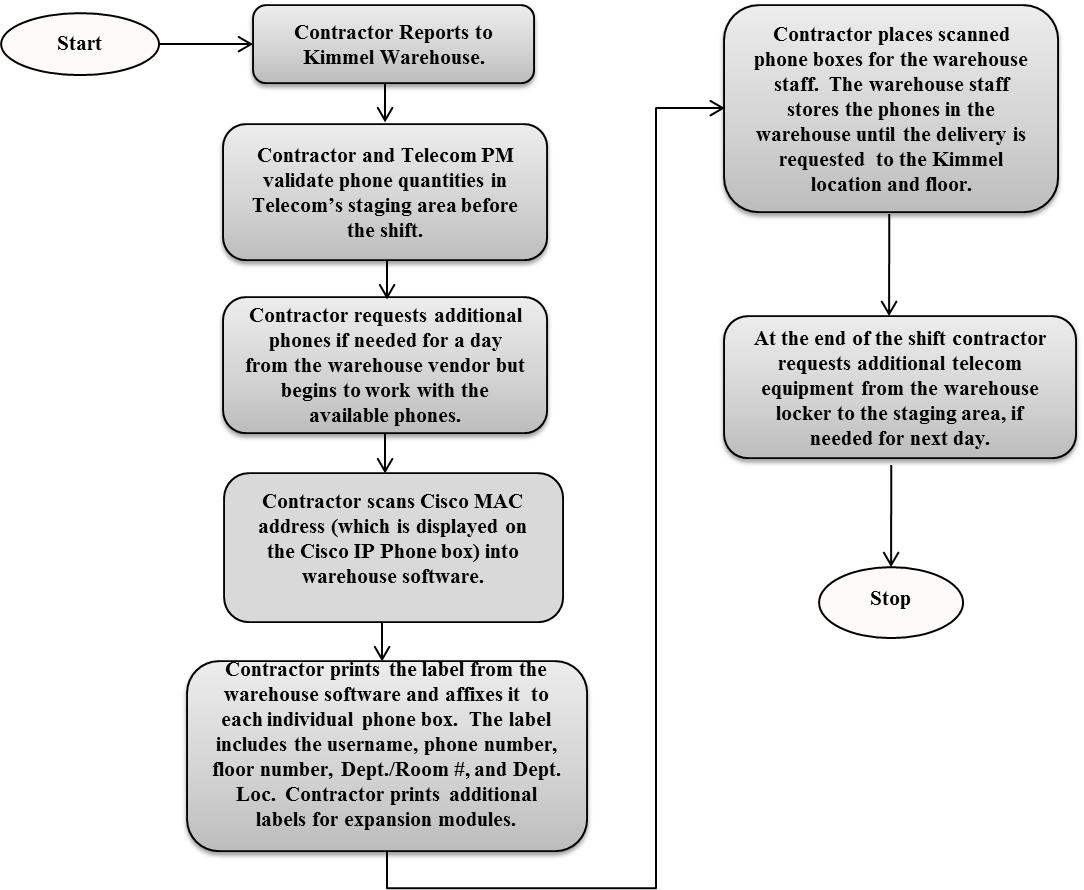 Start
Contractor Reports to
Kimmel Warehouse.
Contractor and Telecom PM
validate phone quantities in
Telecom’s staging area before
the shift.
Contractor requests additional
phones if needed for a day
from the warehouse vendor but
begins to work with the
available phones.
Contractor scans Cisco MAC
address (which is displayed on
the Cisco IP Phone box) into
warehouse software.
Contractor prints the label from the
warehouse software and affixes it to
each individual phone box. The label
includes the username, phone number,
floor number, Dept./Room #, and Dept.
Loc. Contractor prints additional
labels for expansion modules.
Contractor places scanned
phone boxes for the warehouse
staff. The warehouse staff
stores the phones in the
warehouse until the delivery is
requested to the Kimmel
location and floor.
At the end of the shift contractor
requests additional telecom
equipment from the warehouse
locker to the staging area, if
needed for next day.
Stop